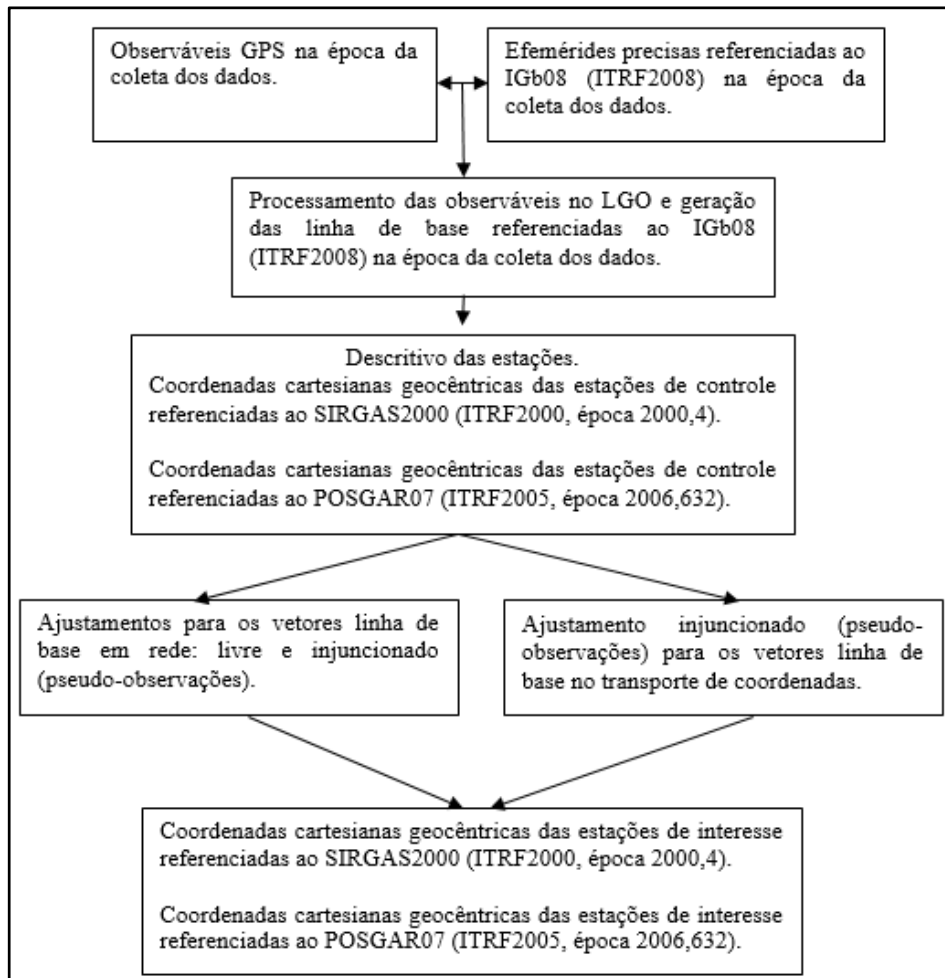 Observáveis GPS na época da
coleta dos dados.
Efemérides precisas referenciadas ao
IGb08 (ITRF2008) na época da
coleta dos dados.
Processamento das observáveis no LGO e geração
das linha de base referenciadas ao IGb08
(ITRF2008) na época da coleta dos dados.
Descritivo das estações.
Coordenadas cartesianas geocêntricas das estações de controle
referenciadas ao SIRGAS2000 (ITRF2000, época 2000,4).
Coordenadas cartesianas geocêntricas das estações de controle
referenciadas ao POSGAR07 (ITRF2005, época 2006,632).
Ajustamentos para os vetores linha de
base em rede: livre e injuncionado
(pseudo-observações).
Ajustamento injuncionado (pseudo-
observações) para os vetores linha de
base no transporte de coordenadas.
Coordenadas cartesianas geocêntricas das estações de interesse
referenciadas ao SIRGAS2000 (ITRF2000, época 2000,4).
Coordenadas cartesianas geocêntricas das estações de interesse
referenciadas ao POSGAR07 (ITRF2005, época 2006,632).